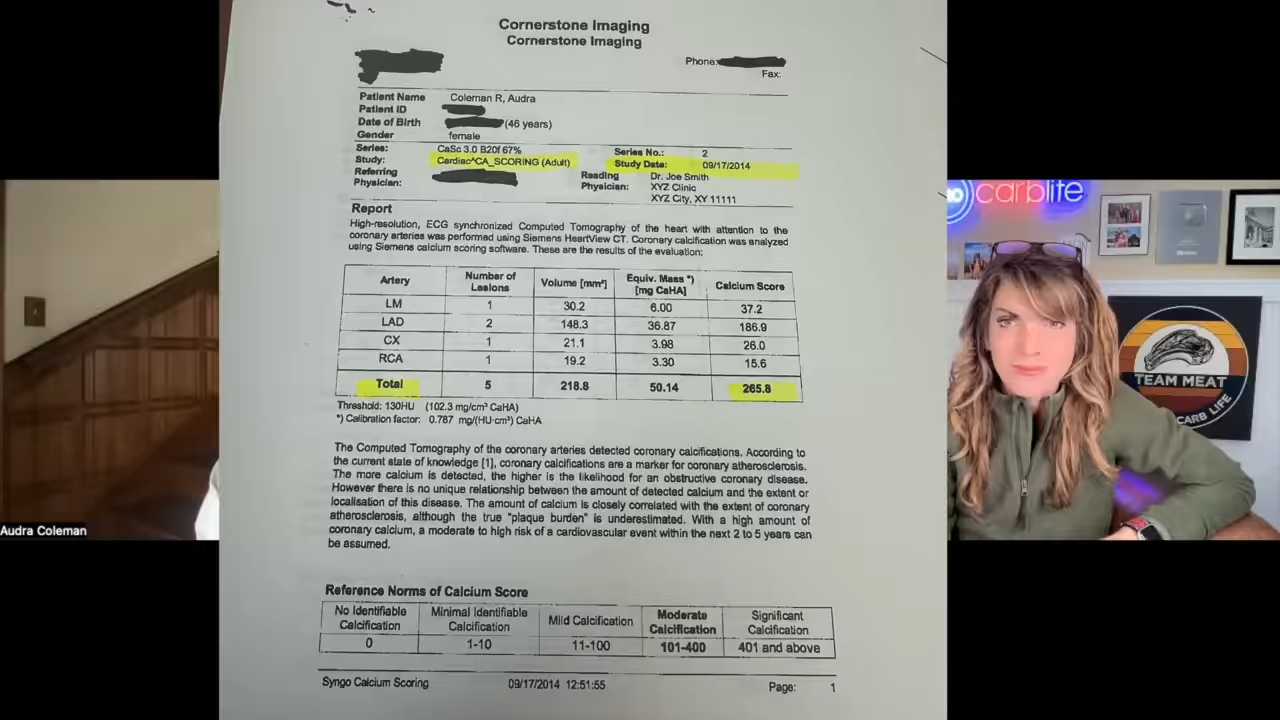 Cornerstone Imaging
Cornerstone Imaging
Phone:
Fax:
Patient Name Coleman R, Audra
Patient ID
Date of Birth (46 years)
Gender female
Series: CaSc 3.0 B20f 67% Series No.: 2
Study: Cardiac^CA_SCORING (Adult) Study Date: 09/17/2014
Referring Physician: Reading Physician: Dr. Joe Smith
XYZ Clinic
XYZ City, XY 11111
Report
High-resolution, ECG synchronized Computed Tomography of the heart with attention to the
coronary arteries was performed using Siemens HeartView CT. Coronary calcification was analyzed
using Siemens calcium scoring software. These are the results of the evaluation:
Artery Number of Lesions Volume [mm³] Equiv. Mass *) [mg CaHA] Calcium Score
LM 1 30.2 6.00 37.2
LAD 2 148.3 36.87 186.9
CX 1 21.1 3.98 26.0
RCA 1 19.2 3.30 15.6
Total 5 218.8 50.14 265.8
Threshold: 130HU (102.3 mg/cm³ CaHA)
*) Calibration factor: 0.787 mg/(HU·cm³) CaHA
The Computed Tomography of the coronary arteries detected coronary calcifications. According to
the current state of knowledge [1], coronary calcifications are a marker for coronary atherosclerosis.
The more calcium is detected, the higher is the likelihood for an obstructive coronary disease.
However there is no unique relationship between the amount of detected calcium and the extent or
localisation of this disease. The amount of calcium is closely correlated with the extent of coronary
atherosclerosis, although the true "plaque burden" is underestimated. With a high amount of
coronary calcium, a moderate to high risk of a cardiovascular event within the next 2 to 5 years can
be assumed.
Reference Norms of Calcium Score
No Identifiable Calcification Minimal Identifiable Calcification Mild Calcification Moderate Calcification Significant Calcification
0 1-10 11-100 101-400 401 and above
Syngo Calcium Scoring 09/17/2014 12:51:55 Page: 1
Audra Coleman
carblite
TEAM MEAT
CARB LIFE